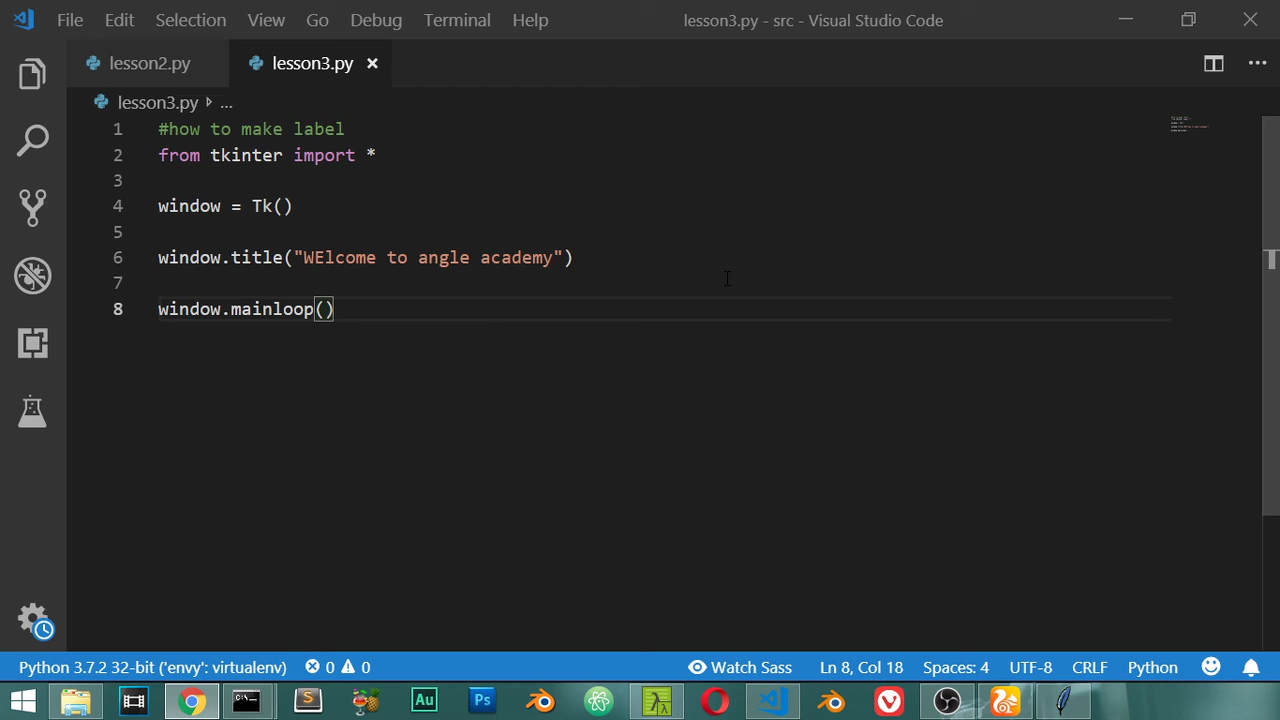 File Edit Selection View Go Debug Terminal Help lesson3.py - src - Visual Studio Code
lesson2.py lesson3.py
lesson3.py ...
1 #how to make label
2 from tkinter import *
3
4 window = Tk()
5
6 window.title("WElcome to angle academy")
7
8 window.mainloop()
Python 3.7.2 32-bit ('envy': virtualenv) 0 0 Watch Sass Ln 8, Col 18 Spaces: 4 UTF-8 CRLF Python
Au Ps